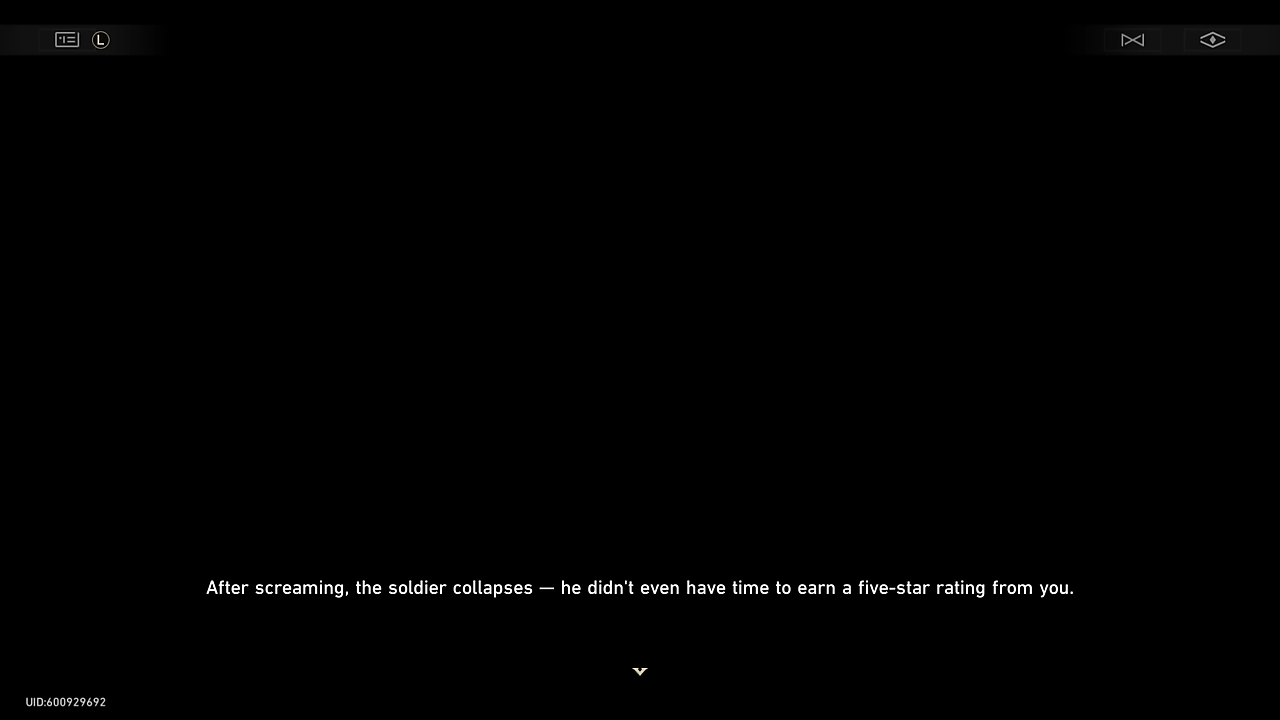 L
After screaming, the soldier collapses — he didn't even have time to earn a five-star rating from you.
UID:600929692